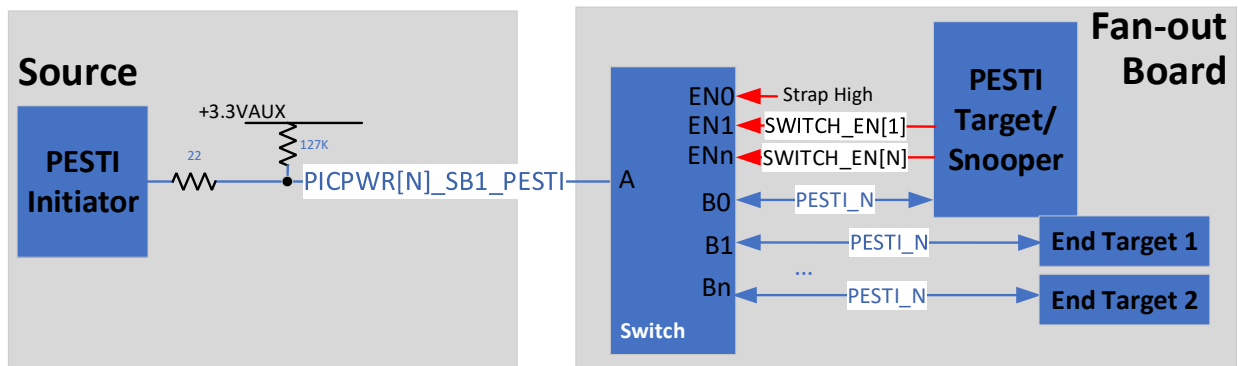 Source
PESTI
Initiator
22
+3.3VAUX
127K
PICPWR[N]_SB1_PESTI
Fan-out
Board
A
EN0
EN1
ENn
B0
B1
Bn
Switch
Strap High
SWITCH_EN[1]
SWITCH_EN[N]
PESTI_N
PESTI_N
...
PESTI_N
PESTI
Target/
Snooper
End Target 1
End Target 2